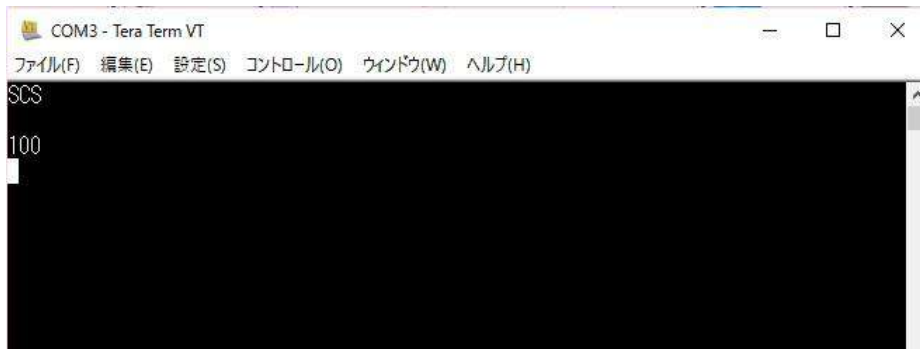 COM3 - Tera Term VT
ファイル(F) 編集(E) 設定(S) コントロール(O) ウィンドウ(W) ヘルプ(H)
SCS
100